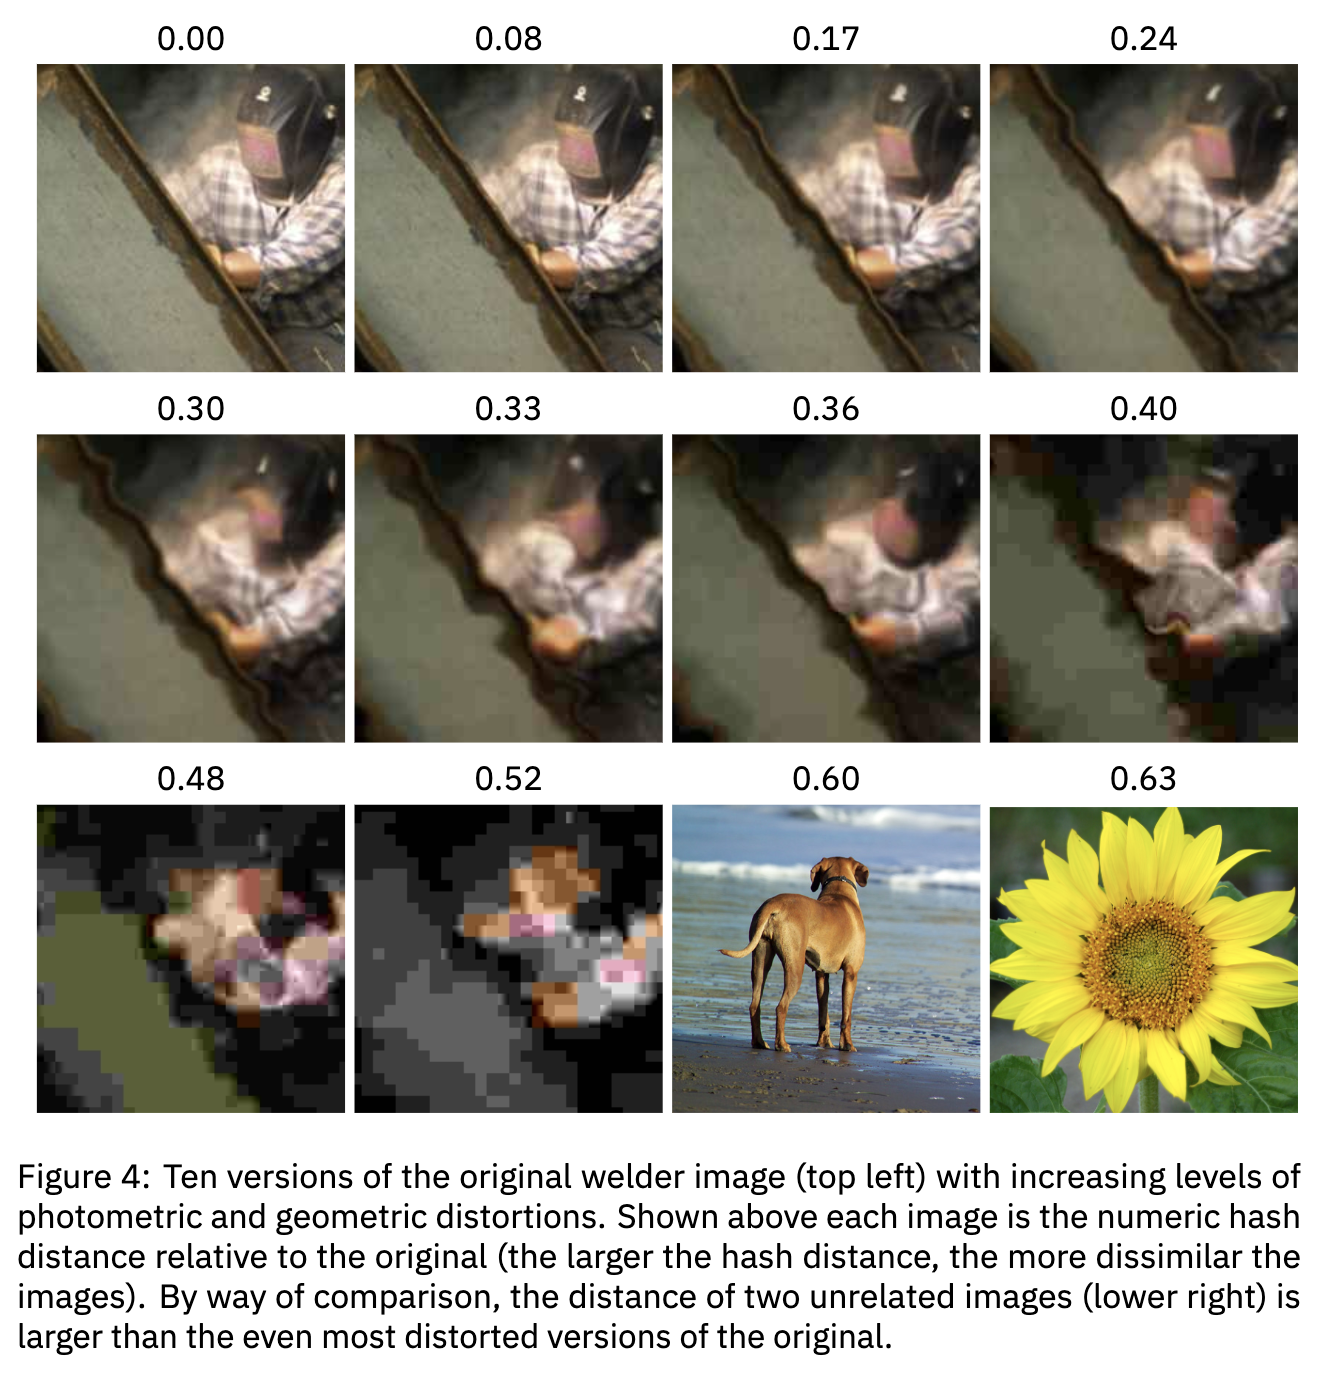 0.00 0.08 0.17 0.24
0.30 0.33 0.36 0.40
0.48 0.52 0.60 0.63
Figure 4: Ten versions of the original welder image (top left) with increasing levels of
photometric and geometric distortions. Shown above each image is the numeric hash
distance relative to the original (the larger the hash distance, the more dissimilar the
images). By way of comparison, the distance of two unrelated images (lower right) is
larger than the even most distorted versions of the original.